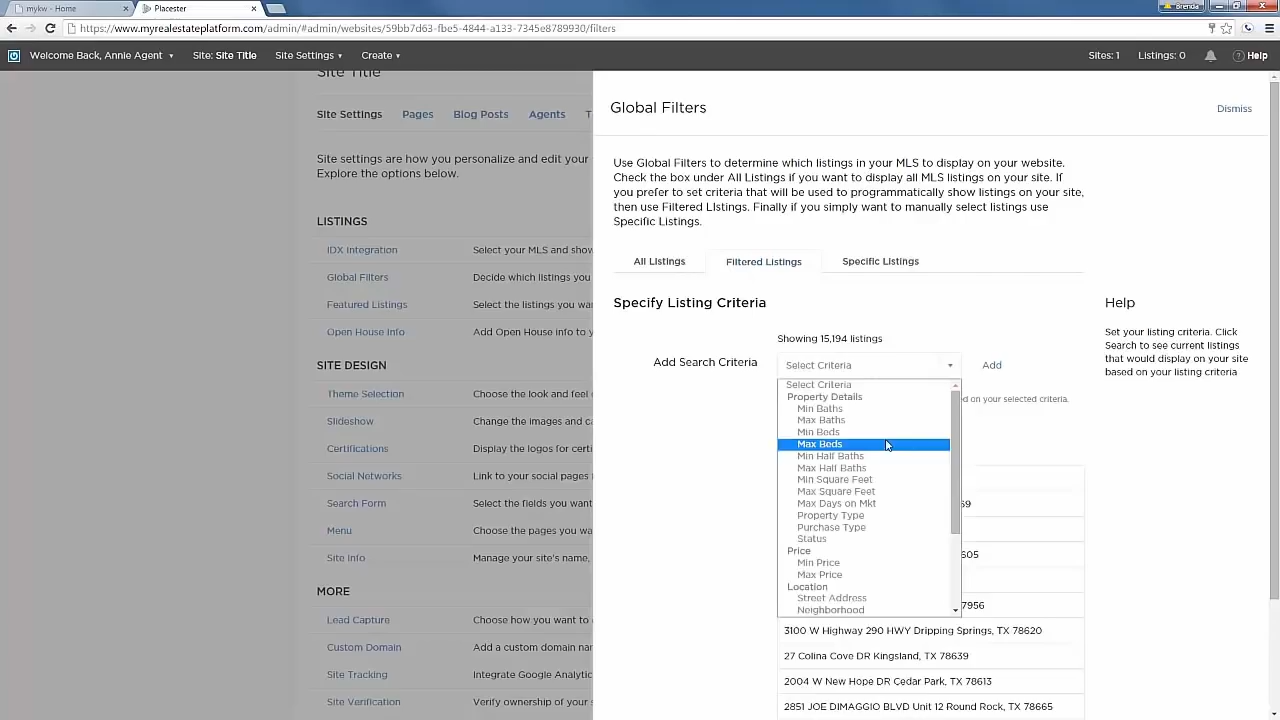 mykw - Home
Placester
Brenda
https://www.myrealestateplatform.com/admin/#admin/websites/59bb7d63-fbe5-4844-a133-7345e8789930/filters
Welcome Back, Annie Agent
Site: Site Title
Site Settings
Create
Sites: 1
Listings: 0
Help
Site Title
Site Settings
Pages
Blog Posts
Agents
T
Site settings are how you personalize and edit your
Explore the options below.
LISTINGS
IDX Integration
Select your MLS and show
Global Filters
Decide which listings you
Featured Listings
Select the listings you wan
Open House Info
Add Open House info to y
SITE DESIGN
Theme Selection
Choose the look and feel
Slideshow
Change the images and ca
Certifications
Display the logos for certi
Social Networks
Link to your social pages
Search Form
Select the fields you want
Menu
Choose the pages you wan
Site Info
Manage your site's name,
MORE
Lead Capture
Choose how you want to
Custom Domain
Add a custom domain nam
Site Tracking
Integrate Google Analytic
Site Verification
Verify ownership of your s
Global Filters
Dismiss
Use Global Filters to determine which listings in your MLS to display on your website.
Check the box under All Listings if you want to display all MLS listings on your site. If
you prefer to set criteria that will be used to programmatically show listings on your site,
then use Filtered LIstings. Finally if you simply want to manually select listings use
Specific Listings.
All Listings
Filtered Listings
Specific Listings
Specify Listing Criteria
Showing 15,194 listings
Add Search Criteria
Select Criteria
Add
Select Criteria
Property Details
Min Baths
Max Baths
Min Beds
Max Beds
Min Half Baths
Max Half Baths
Min Square Feet
Max Square Feet
Max Days on Mkt
Property Type
Purchase Type
Status
Price
Min Price
Max Price
Location
Street Address
Neighborhood
d on your selected criteria.
69
605
7956
3100 W Highway 290 HWY Dripping Springs, TX 78620
27 Colina Cove DR Kingsland, TX 78639
2004 W New Hope DR Cedar Park, TX 78613
2851 JOE DIMAGGIO BLVD Unit 12 Round Rock, TX 78665
Help
Set your listing criteria. Click
Search to see current listings
that would display on your site
based on your listing criteria